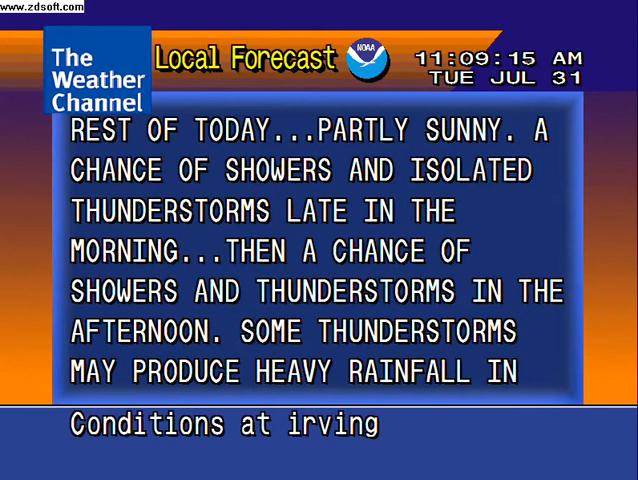 www.zdsoft.com
The
Weather
Channel
Local Forecast
NOAA
11:09:15 AM
TUE JUL 31
REST OF TODAY...PARTLY SUNNY. A
CHANCE OF SHOWERS AND ISOLATED
THUNDERSTORMS LATE IN THE
MORNING...THEN A CHANCE OF
SHOWERS AND THUNDERSTORMS IN THE
AFTERNOON. SOME THUNDERSTORMS
MAY PRODUCE HEAVY RAINFALL IN
Conditions at irving